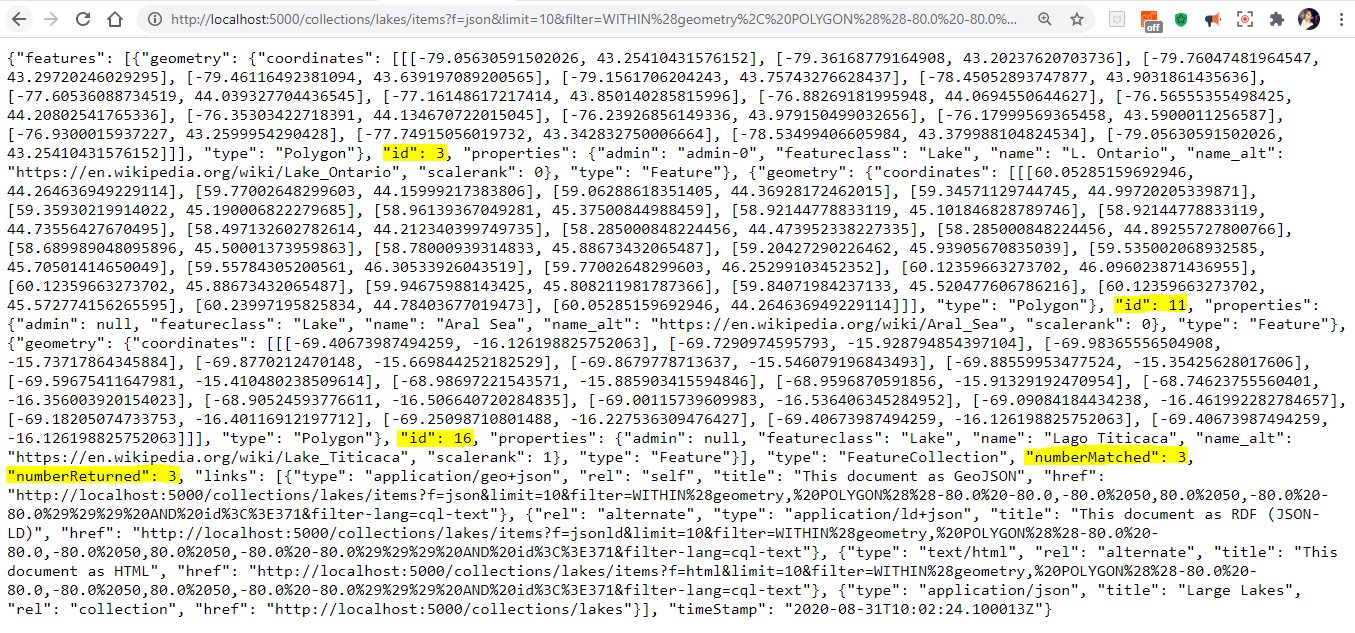 http://localhost:5000/collections/lakes/items?f=json&limit=10&filter=WITHIN%28geometry%2C%20POLYGON%28%28-80.0%20-80.0%...
off
{"features": [{"geometry": {"coordinates": [[[-79.05630591502026, 43.25410431576152], [-79.36168779164908, 43.20237620703736], [-79.76047481964547,
43.29720246029295], [-79.46116492381094, 43.639197089200565], [-79.1561706204243, 43.75743276628437], [-78.45052893747877, 43.9031861435636],
[-77.60536088734519, 44.039327704436545], [-77.16148617217414, 43.850140285815996], [-76.88269181995948, 44.0694550644627], [-76.56555355498425,
44.20802541765336], [-76.35303422718391, 44.134670722015045], [-76.23926856149336, 43.979150499032656], [-76.17999569365458, 43.5900011256587],
[-76.9300015937227, 43.2599954290428], [-77.74915056019732, 43.342832750006664], [-78.53499406605984, 43.379988104824534], [-79.05630591502026,
43.25410431576152]]], "type": "Polygon"}, "id": 3, "properties": {"admin": "admin-0", "featureclass": "Lake", "name": "L. Ontario", "name_alt":
"https://en.wikipedia.org/wiki/Lake_Ontario", "scalerank": 0}, "type": "Feature"}, {"geometry": {"coordinates": [[[60.05285159692946,
44.264636949229114], [59.77002648299603, 44.15999217383806], [59.06288618351405, 44.36928172462015], [59.34571129744745, 44.99720205339871],
[59.35930219914022, 45.190006822279685], [58.96139367049281, 45.37500844988459], [58.92144778833119, 45.101846828789746], [58.92144778833119,
44.73556427670495], [58.497132602782614, 44.212340399749735], [58.285000848224456, 44.473952338227335], [58.285000848224456, 44.89255727800766],
[58.689989048095896, 45.50001373959863], [58.78000939314833, 45.88673432065487], [59.20427290226462, 45.93905670835039], [59.535002068932585,
45.70501414650049], [59.55784305200561, 46.30533926043519], [59.77002648299603, 46.25299103452352], [60.12359663273702, 46.096023871436955],
[60.12359663273702, 45.88673432065487], [59.94675988143425, 45.808211981787366], [59.84071984237133, 45.520477606786216], [60.12359663273702,
45.572774156265595], [60.23997195825834, 44.78403677019473], [60.05285159692946, 44.264636949229114]]], "type": "Polygon"}, "id": 11, "properties":
{"admin": null, "featureclass": "Lake", "name": "Aral Sea", "name_alt": "https://en.wikipedia.org/wiki/Aral_Sea", "scalerank": 0}, "type": "Feature"},
{"geometry": {"coordinates": [[[-69.40673987494259, -16.126198825752063], [-69.7290974595793, -15.928794854397104], [-69.98365556504908,
-15.73717864345884], [-69.8770212470148, -15.669844252182529], [-69.8679778713637, -15.546079196843493], [-69.88559953477524, -15.35425628017606],
[-69.59675411647981, -15.410480238509614], [-68.98697221543571, -15.885903415594846], [-68.9596870591856, -15.91329192470954], [-68.74623755560401,
-16.356003920154023], [-68.90524593776611, -16.506640720284835], [-69.00115739609983, -16.536406345284952], [-69.09084184434238, -16.461992282784657],
[-69.18205074733753, -16.40116912197712], [-69.25098710801488, -16.227536309476427], [-69.40673987494259, -16.126198825752063], [-69.40673987494259,
-16.126198825752063]]], "type": "Polygon"}, "id": 16, "properties": {"admin": null, "featureclass": "Lake", "name": "Lago Titicaca", "name_alt":
"https://en.wikipedia.org/wiki/Lake_Titicaca", "scalerank": 1}, "type": "Feature"}], "type": "FeatureCollection", "numberMatched": 3,
"numberReturned": 3, "links": [{"type": "application/geo+json", "rel": "self", "title": "This document as GeoJSON", "href":
"http://localhost:5000/collections/lakes/items?f=json&limit=10&filter=WITHIN%28geometry,%20POLYGON%28%28-80.0%20-80.0,-80.0%2050,80.0%2050,-80.0%20-
80.0%29%29%29%20AND%20id%3C%3E371&filter-lang=cql-text"}, {"rel": "alternate", "type": "application/ld+json", "title": "This document as RDF (JSON-
LD)", "href": "http://localhost:5000/collections/lakes/items?f=jsonld&limit=10&filter=WITHIN%28geometry,%20POLYGON%28%28-80.0%20-
80.0,-80.0%2050,80.0%2050,-80.0%20-80.0%29%29%29%20AND%20id%3C%3E371&filter-lang=cql-text"}, {"type": "text/html", "rel": "alternate", "title": "This
document as HTML", "href": "http://localhost:5000/collections/lakes/items?f=html&limit=10&filter=WITHIN%28geometry,%20POLYGON%28%28-80.0%20-
80.0,-80.0%2050,80.0%2050,-80.0%20-80.0%29%29%29%20AND%20id%3C%3E371&filter-lang=cql-text"}, {"type": "application/json", "title": "Large Lakes",
"rel": "collection", "href": "http://localhost:5000/collections/lakes"}], "timeStamp": "2020-08-31T10:02:24.100013Z"}